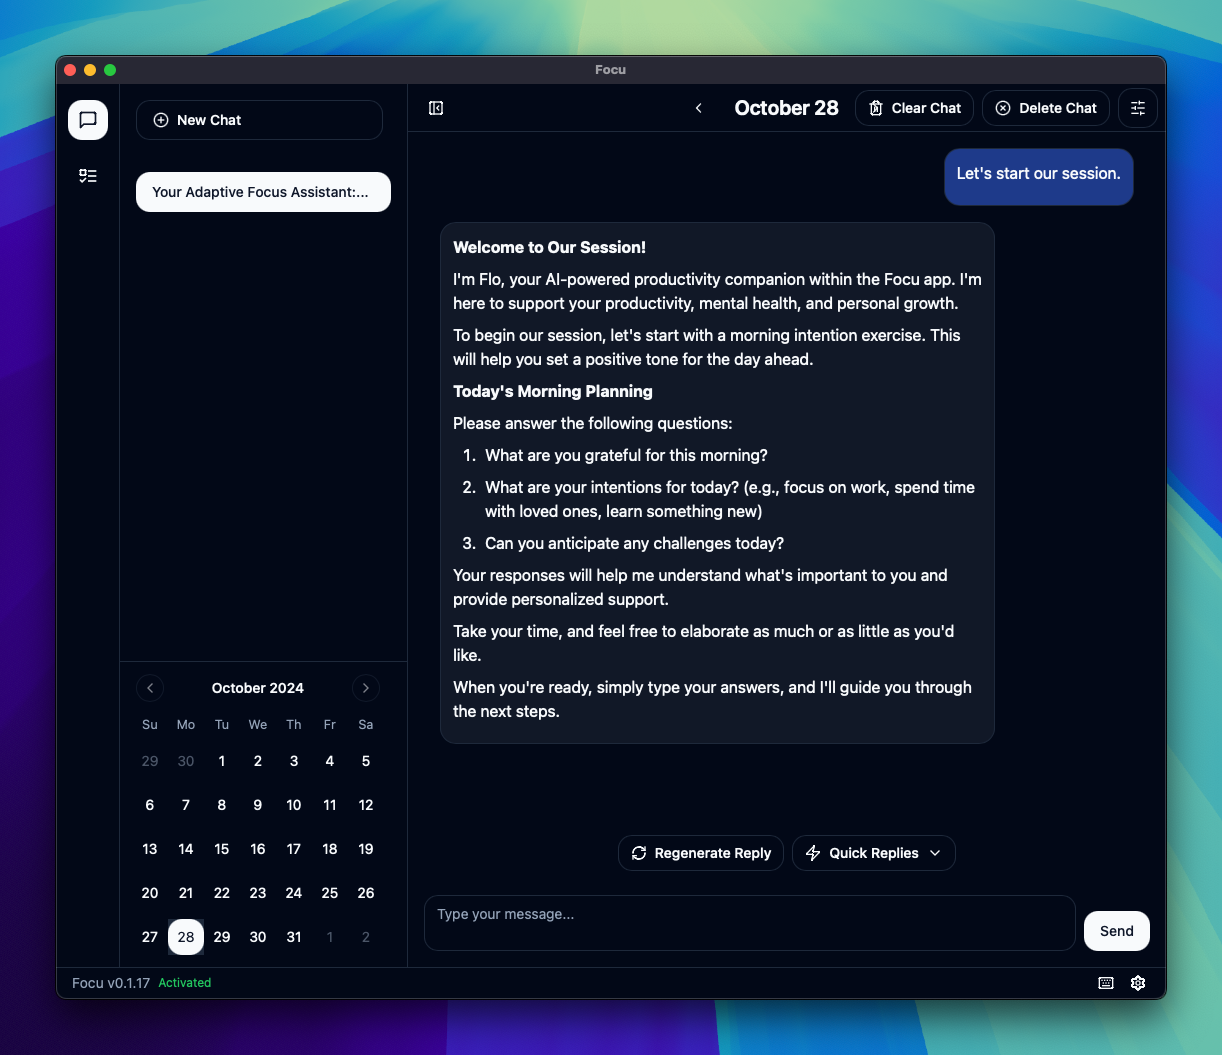 Focu
New Chat
Your Adaptive Focus Assistant:...
October 2024
Su Mo Tu We Th Fr Sa
29 30 1 2 3 4 5
6 7 8 9 10 11 12
13 14 15 16 17 18 19
20 21 22 23 24 25 26
27 28 29 30 31 1 2
October 28
Clear Chat
Delete Chat
Let's start our session.
Welcome to Our Session!
I'm Flo, your AI-powered productivity companion within the Focu app. I'm
here to support your productivity, mental health, and personal growth.
To begin our session, let's start with a morning intention exercise. This
will help you set a positive tone for the day ahead.
Today's Morning Planning
Please answer the following questions:
1. What are you grateful for this morning?
2. What are your intentions for today? (e.g., focus on work, spend time
with loved ones, learn something new)
3. Can you anticipate any challenges today?
Your responses will help me understand what's important to you and
provide personalized support.
Take your time, and feel free to elaborate as much or as little as you'd
like.
When you're ready, simply type your answers, and I'll guide you through
the next steps.
Regenerate Reply
Quick Replies
Type your message...
Send
Focu v0.1.17 Activated